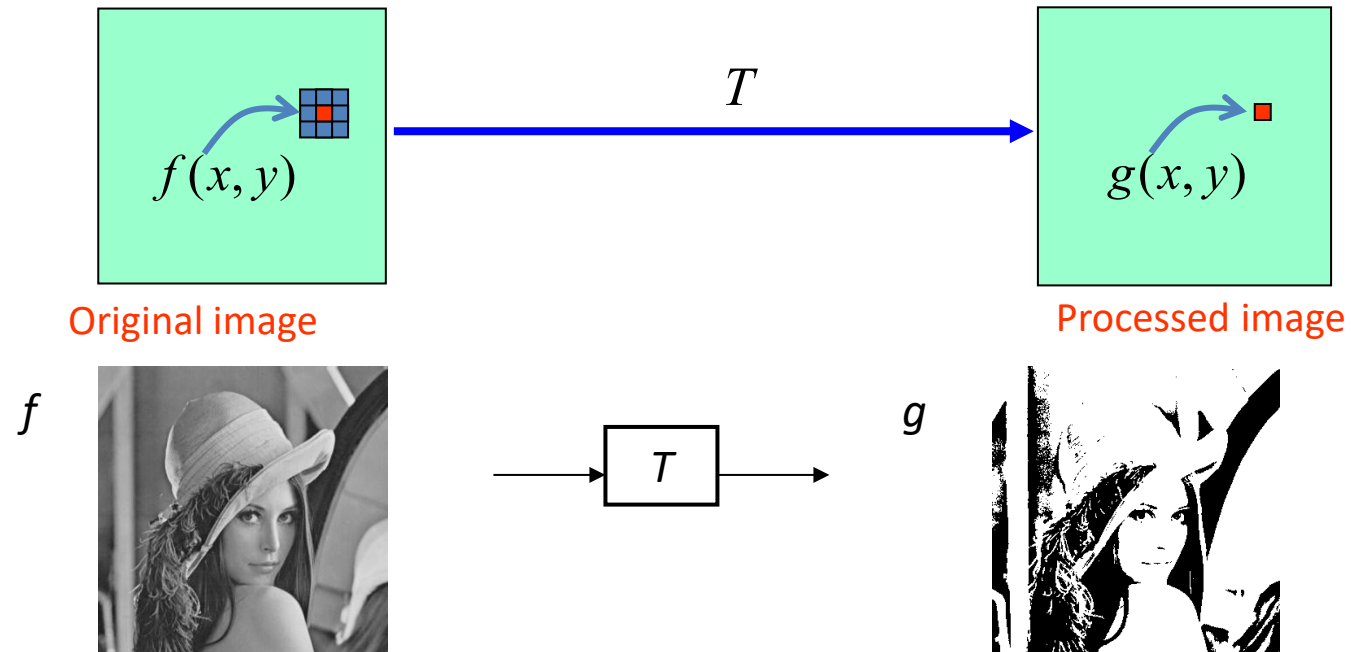 T
f(x, y)
g(x, y)
Original image
Processed image
f
T
g